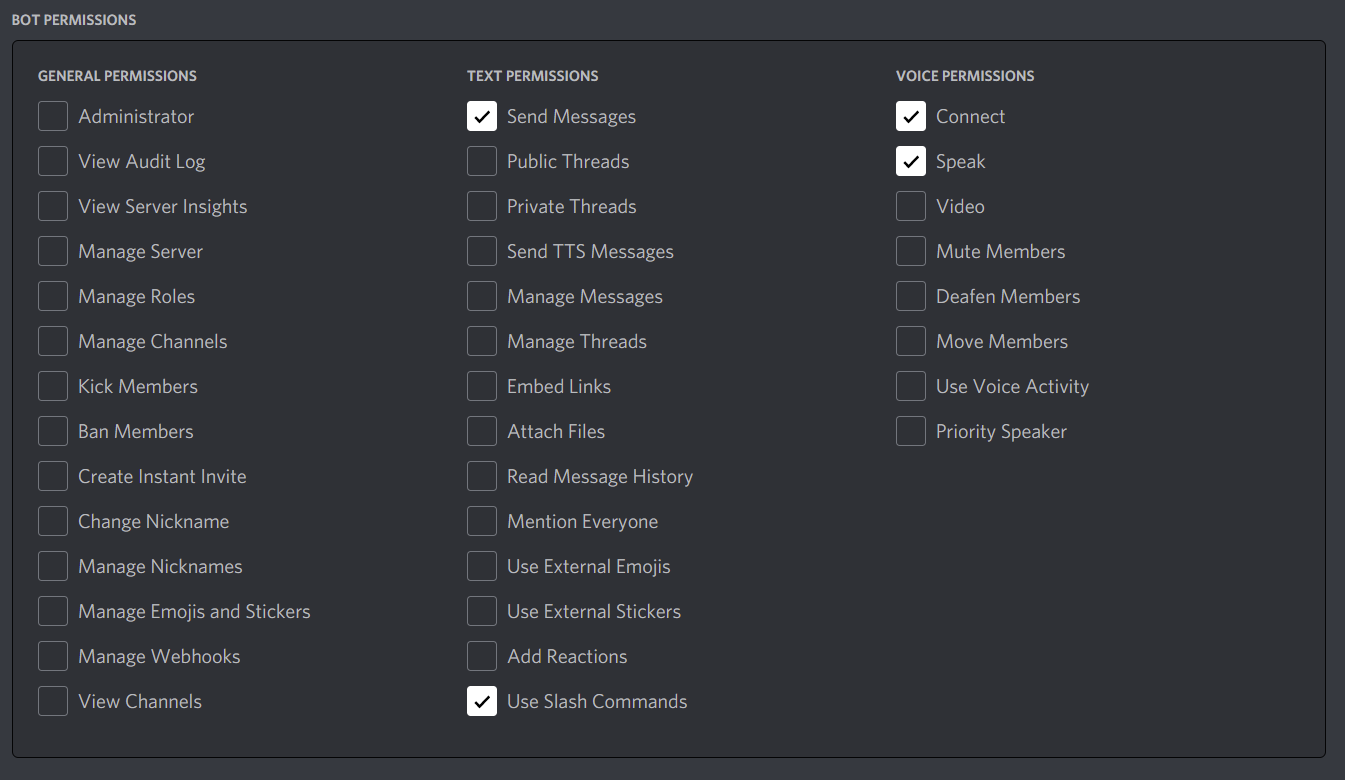 BOT PERMISSIONS
GENERAL PERMISSIONS
Administrator
View Audit Log
View Server Insights
Manage Server
Manage Roles
Manage Channels
Kick Members
Ban Members
Create Instant Invite
Change Nickname
Manage Nicknames
Manage Emojis and Stickers
Manage Webhooks
View Channels
TEXT PERMISSIONS
Send Messages
Public Threads
Private Threads
Send TTS Messages
Manage Messages
Manage Threads
Embed Links
Attach Files
Read Message History
Mention Everyone
Use External Emojis
Use External Stickers
Add Reactions
Use Slash Commands
VOICE PERMISSIONS
Connect
Speak
Video
Mute Members
Deafen Members
Move Members
Use Voice Activity
Priority Speaker